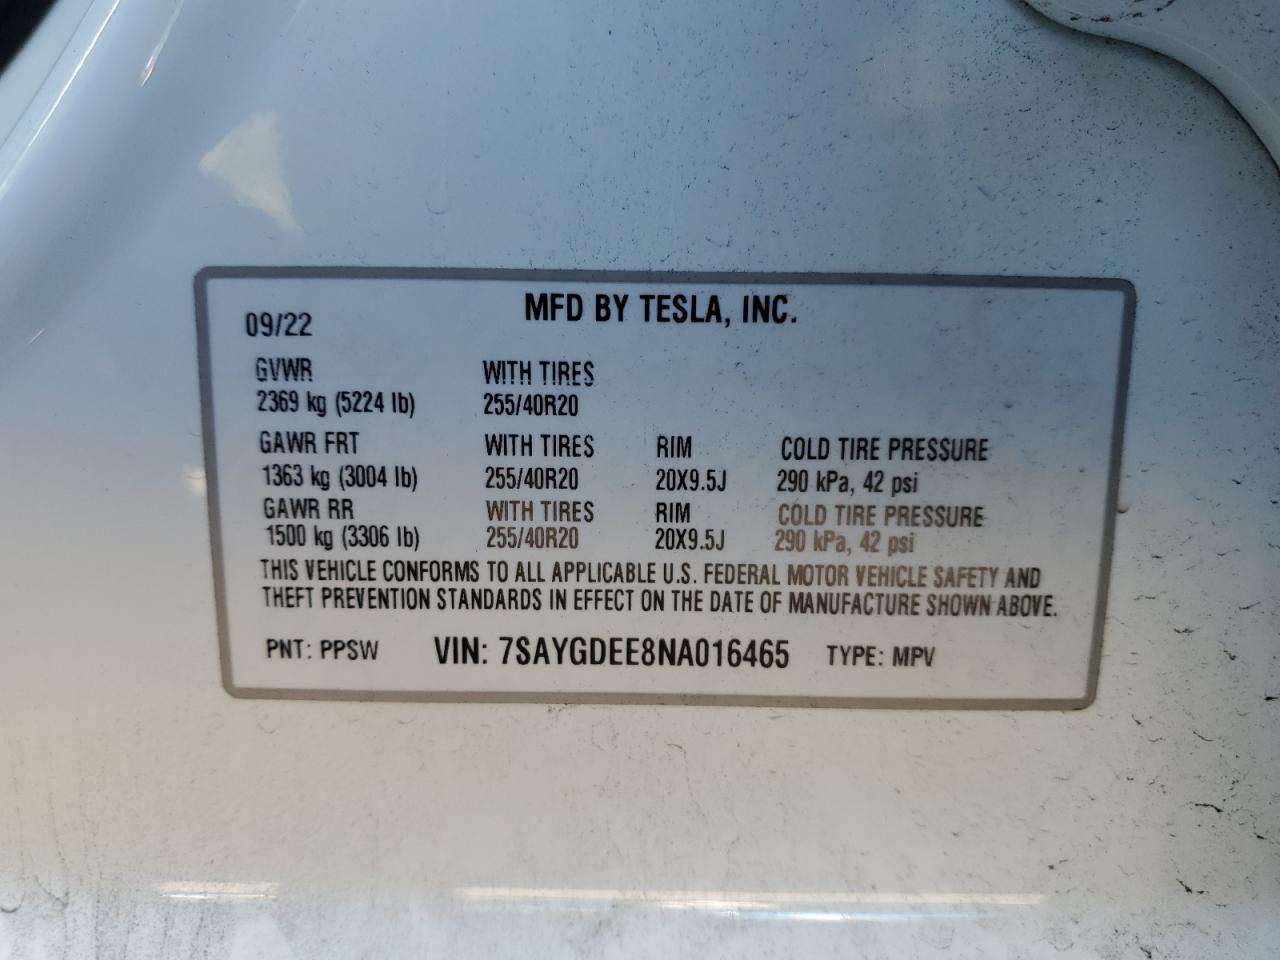 MFD BY TESLA, INC.
09/22
GVWR WITH TIRES
2369 kg (5224 lb) 255/40R20
GAWR FRT WITH TIRES RIM COLD TIRE PRESSURE
1363 kg (3004 lb) 255/40R20 20X9.5J 290 kPa, 42 psi
GAWR RR WITH TIRES RIM COLD TIRE PRESSURE
1500 kg (3306 lb) 255/40R20 20X9.5J 290 kPa, 42 psi
THIS VEHICLE CONFORMS TO ALL APPLICABLE U.S. FEDERAL MOTOR VEHICLE SAFETY AND
THEFT PREVENTION STANDARDS IN EFFECT ON THE DATE OF MANUFACTURE SHOWN ABOVE.
PNT: PPSW VIN: 7SAYGDEE8NA016465 TYPE: MPV